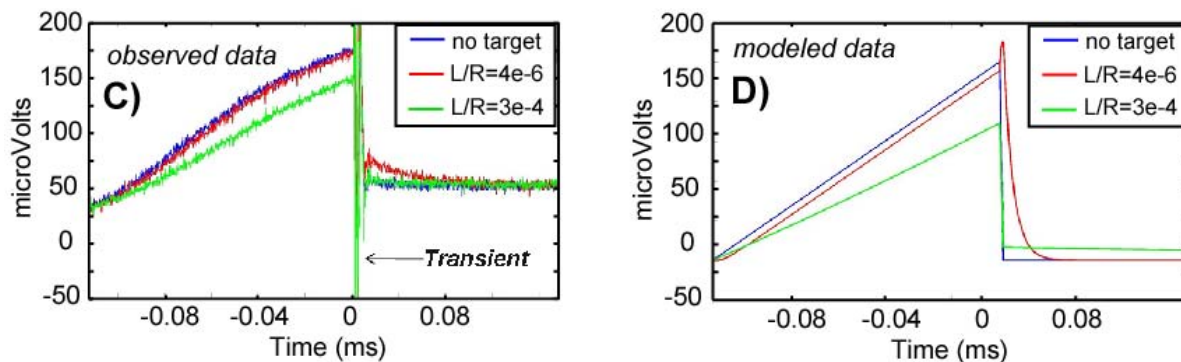 200
observed data
C)
no target
L/R=4e-6
L/R=3e-4
150
100
50
0
-50
microVolts
Transient
-0.08
-0.04
0
0.08
Time (ms)
200
modeled data
D)
no target
L/R=4e-6
L/R=3e-4
150
100
50
0
-50
microVolts
-0.08
-0.04
0
0.08
Time (ms)